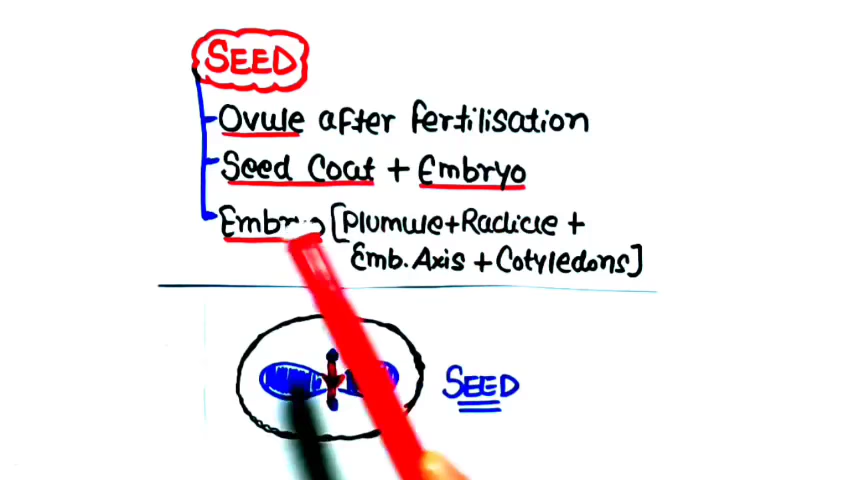 SEED
Ovule after fertilisation
Seed Coat + Embryo
[Plumule+Radicle +
Emb. Axis + Cotyledons]
SEED